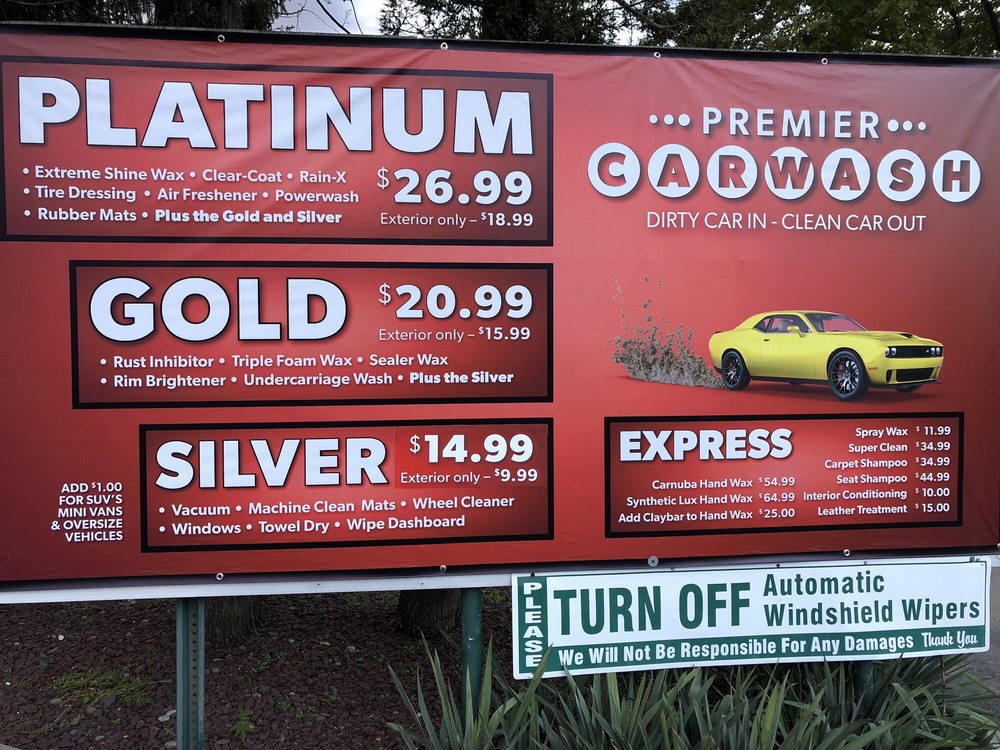 PLATINUM
• Extreme Shine Wax • Clear-Coat • Rain-X
• Tire Dressing • Air Freshener • Powerwash
• Rubber Mats • Plus the Gold and Silver
$26.99
Exterior only – $18.99
GOLD
$20.99
Exterior only – $15.99
• Rust Inhibitor • Triple Foam Wax • Sealer Wax
• Rim Brightener • Undercarriage Wash • Plus the Silver
SILVER
$14.99
Exterior only – $9.99
• Vacuum • Machine Clean Mats • Wheel Cleaner
• Windows • Towel Dry • Wipe Dashboard
ADD $1.00
FOR SUV'S
MINI VANS
& OVERSIZE
VEHICLES
•••PREMIER•••
CARWASH
DIRTY CAR IN - CLEAN CAR OUT
EXPRESS
Carnuba Hand Wax $54.99
Synthetic Lux Hand Wax $64.99
Add Claybar to Hand Wax $25.00
Spray Wax $11.99
Super Clean $34.99
Carpet Shampoo $34.99
Seat Shampoo $44.99
Interior Conditioning $10.00
Leather Treatment $15.00
PLEASE
TURN OFF Automatic
Windshield Wipers
We Will Not Be Responsible For Any Damages Thank You